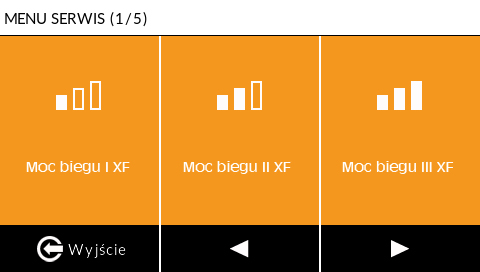 MENU SERWIS (1/5)
Moc biegu I XF
Moc biegu II XF
Moc biegu III XF
Wyjście